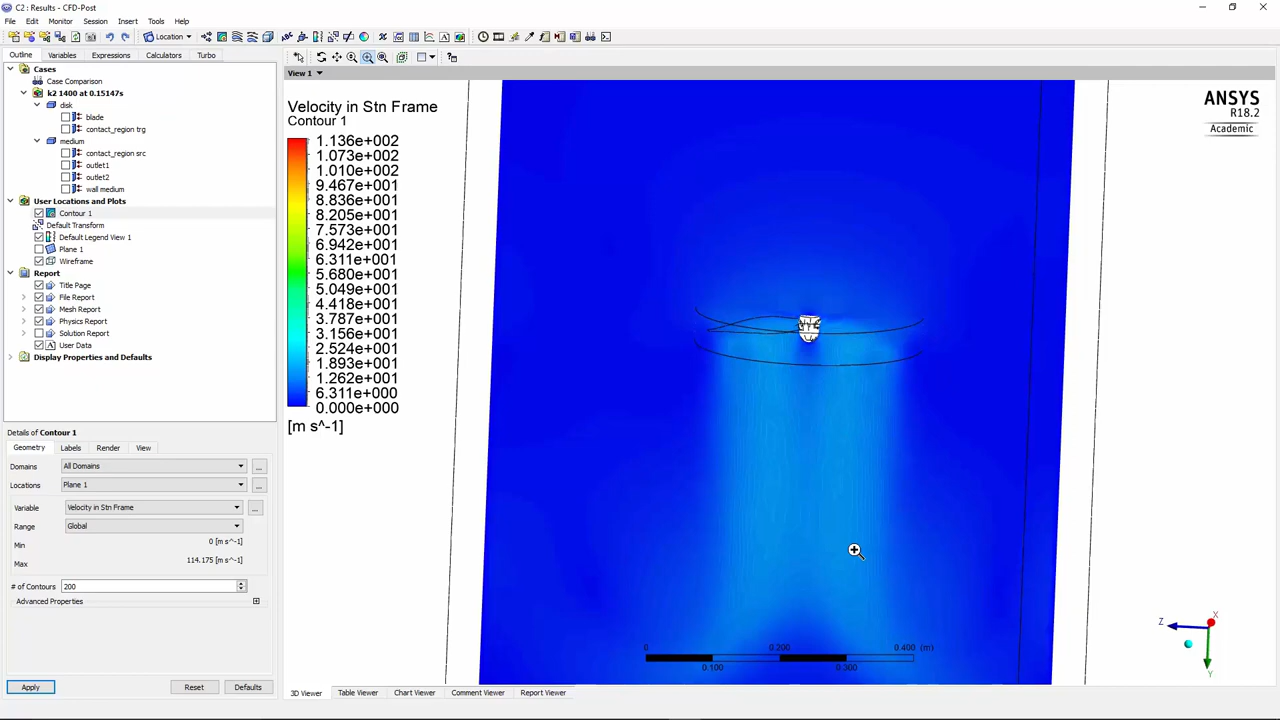 C2 : Results - CFD-Post
File Edit Monitor Session Insert Tools Help
Location
Outline Variables Expressions Calculators Turbo
Cases
Case Comparison
k2 1400 at 0.15147s
disk
blade
contact_region trg
medium
contact_region src
outlet1
outlet2
wall medium
User Locations and Plots
Contour 1
Default Transform
Default Legend View 1
Plane 1
Wireframe
Report
Title Page
File Report
Mesh Report
Physics Report
Solution Report
User Data
Display Properties and Defaults
Details of Contour 1
Geometry Labels Render View
Domains All Domains ...
Locations Plane 1 ...
Variable Velocity in Stn Frame ...
Range Global
Min 0 [m s^-1]
Max 114.175 [m s^-1]
# of Contours 200
Advanced Properties
Apply Reset Defaults
View 1
Velocity in Stn Frame
Contour 1
1.136e+002
1.073e+002
1.010e+002
9.467e+001
8.836e+001
8.205e+001
7.573e+001
6.942e+001
6.311e+001
5.680e+001
5.049e+001
4.418e+001
3.787e+001
3.156e+001
2.524e+001
1.893e+001
1.262e+001
6.311e+000
0.000e+000
[m s^-1]
ANSYS
R18.2
Academic
0 0.200 0.400 (m)
0.100 0.300
X
Z
Y
3D Viewer Table Viewer Chart Viewer Comment Viewer Report Viewer